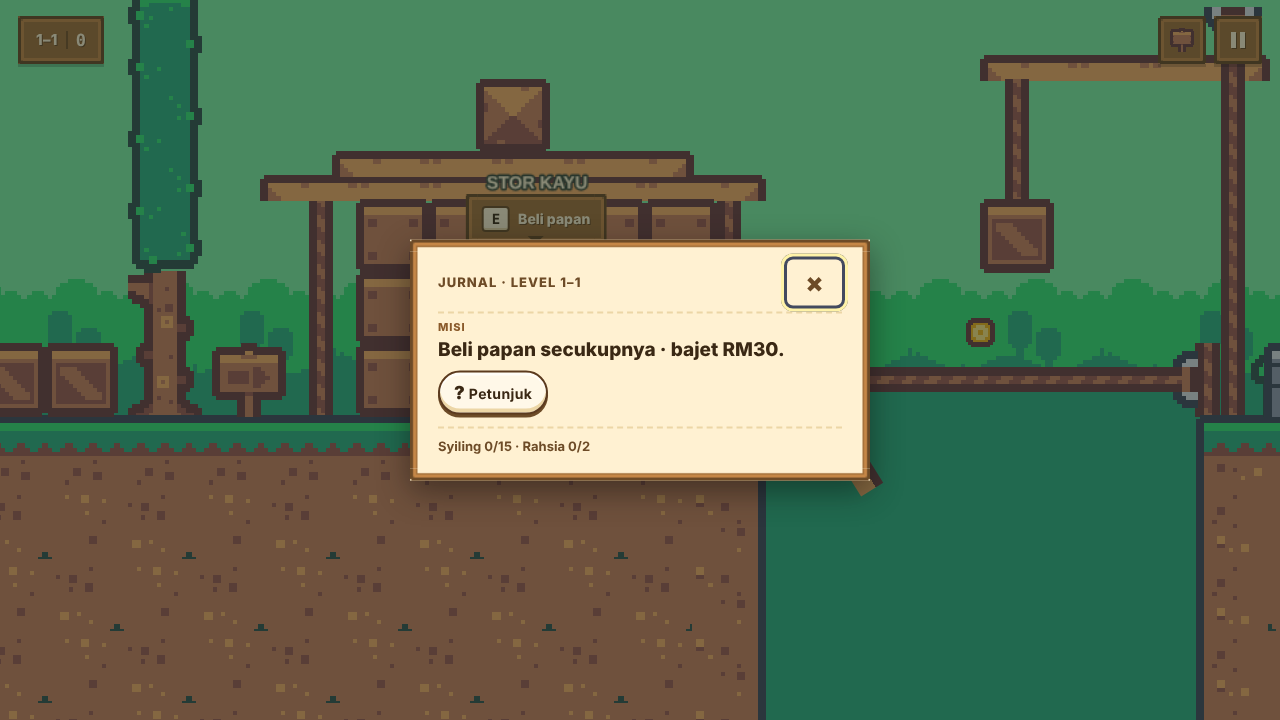 1–1 0
STOR KAYU
E Beli papan
JURNAL · LEVEL 1–1
MISI
Beli papan secukupnya · bajet RM30.
? Petunjuk
Syiling 0/15 · Rahsia 0/2